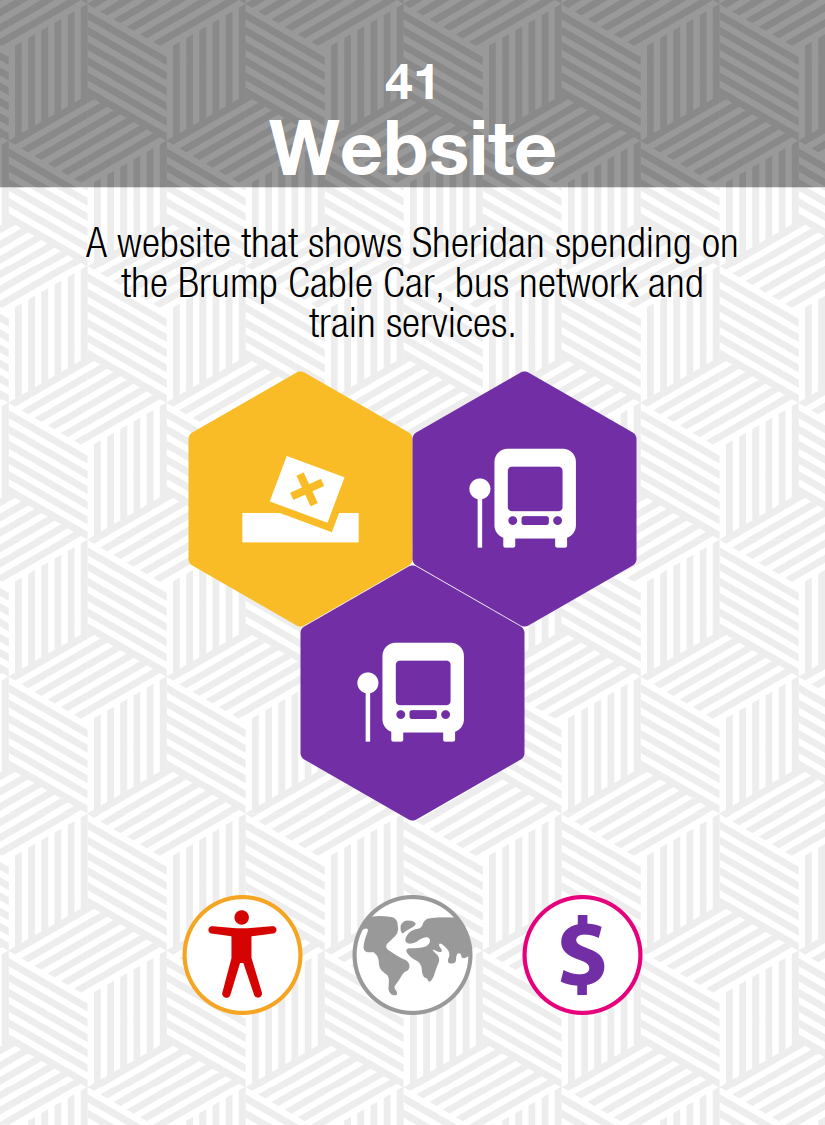 41
Website
A website that shows Sheridan spending on
the Brump Cable Car, bus network and
train services.
$